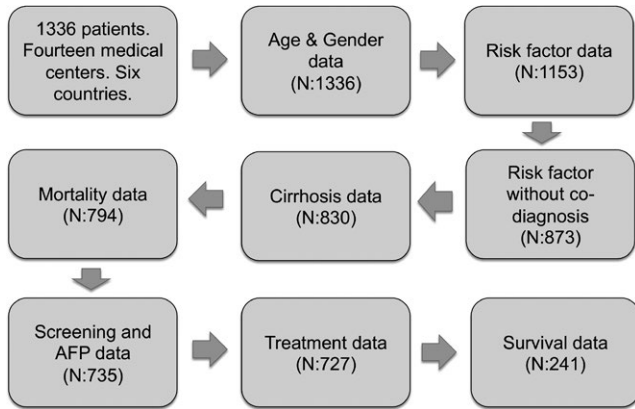 1336 patients.
Fourteen medical
centers. Six
countries.
Age & Gender
data
(N:1336)
Risk factor data
(N:1153)
Risk factor
without co-
diagnosis
(N:873)
Cirrhosis data
(N:830)
Mortality data
(N:794)
Screening and
AFP data
(N:735)
Treatment data
(N:727)
Survival data
(N:241)